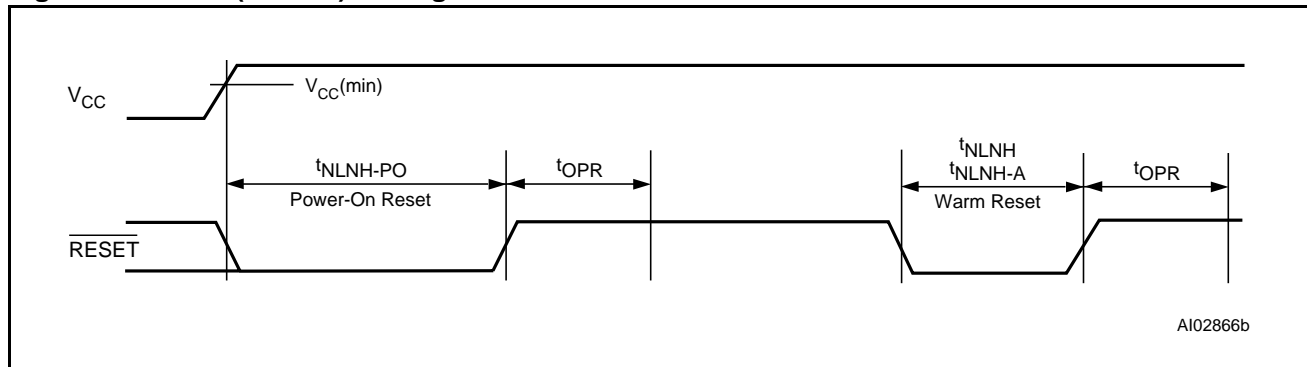 VCC
VCC(min)
tNLNH-PO
Power-On Reset
tOPR
tNLNH
tNLNH-A
Warm Reset
tOPR
RESET
AI02866b